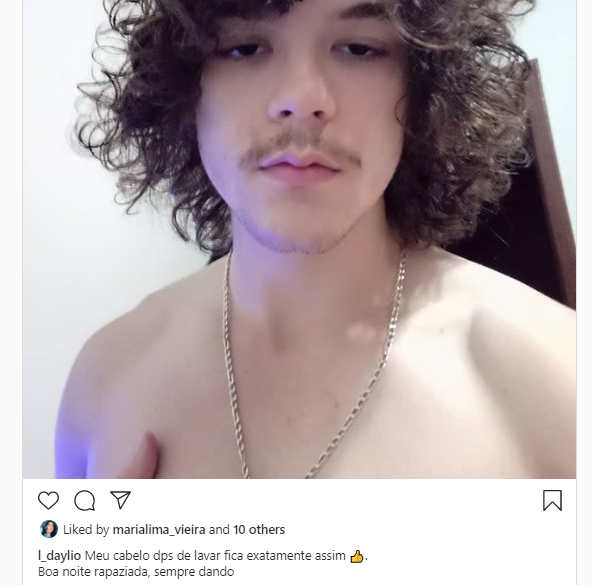 Liked by marialima_vieira and 10 others
l_daylio Meu cabelo dps de lavar fica exatamente assim 👍.
Boa noite rapaziada, sempre dando